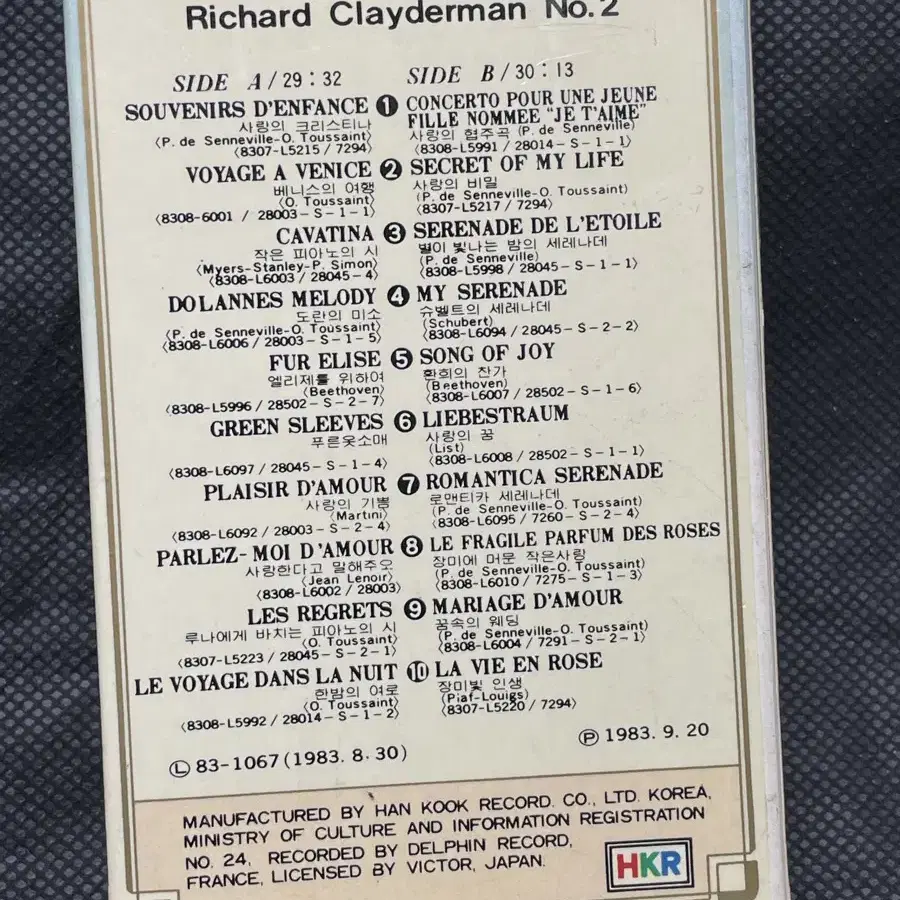 Richard Clayderman No. 2
SIDE A / 29 : 32
SOUVENIRS D'ENFANCE ❶
사랑의 크리스티나
(P. de Senneville-O. Toussaint)
(8307-L5215 / 7294)
VOYAGE A VENICE ❷
베니스의 여행
(O. Toussaint)
(8308-6001 / 28003-S-1-1)
CAVATINA ❸
작은 피아노의 시
(Myers-Stanley-P. Simon)
(8308-L6003 / 28045-4)
DOLANNES MELODY ❹
도란의 미소
(P. de Senneville-O. Toussaint)
(8308-L6006 / 28003-S-1-5)
FUR ELISE ❺
엘리제를 위하여
(Beethoven)
(8308-L5996 / 28502-S-2-7)
GREEN SLEEVES ❻
푸른옷소매
(8308-L6097 / 28045-S-1-4)
PLAISIR D'AMOUR ❼
사랑의 기쁨
(Martini)
(8308-L6092 / 28003-S-2-4)
PARLEZ-MOI D'AMOUR ❽
사랑한다고 말해주오
(Jean Lenoir)
(8308-L6002 / 28003)
LES REGRETS ❾
루나에게 바치는 피아노의 시
(O. Toussaint)
(8307-L5223 / 28045-S-2-1)
LE VOYAGE DANS LA NUIT ❿
한밤의 여로
(O. Toussaint)
(8308-L5992 / 28014-S-1-2)
SIDE B / 30 : 13
CONCERTO POUR UNE JEUNE
FILLE NOMMEE "JE T'AIME"
사랑의 협주곡 (P. de Senneville)
(8308-L5991 / 28014-S-1-1)
SECRET OF MY LIFE
사랑의 비밀
(P. de Senneville-O. Toussaint)
(8307-L5217 / 7294)
SERENADE DE L'ETOILE
별이 빛나는 밤의 세레나데
(P. de Senneville)
(8308-L5998 / 28045-S-1-1)
MY SERENADE
슈벨트의 세레나데
(Schubert)
(8308-L6094 / 28045-S-2-2)
SONG OF JOY
환희의 찬가
(Beethoven)
(8308-L6007 / 28502-S-1-6)
LIEBESTRAUM
사랑의 꿈
(List)
(8308-L6008 / 28502-S-1-1)
ROMANTICA SERENADE
로맨티카 세레나데
(P. de Senneville-O. Toussaint)
(8308-L6095 / 7260-S-2-4)
LE FRAGILE PARFUM DES ROSES
장미에 머문 작은사랑
(P. de Senneville-O. Toussaint)
(8308-L6010 / 7275-S-1-3)
MARIAGE D'AMOUR
꿈속의 웨딩
(P. de Senneville-O. Toussaint)
(8308-L6004 / 7291-S-2-1)
LA VIE EN ROSE
장미빛 인생
(Piaf-Louigs)
(8307-L5220 / 7294)
Ⓛ 83-1067 (1983. 8. 30)
Ⓟ 1983. 9. 20
MANUFACTURED BY HAN KOOK RECORD. CO., LTD. KOREA,
MINISTRY OF CULTURE AND INFORMATION REGISTRATION
NO. 24, RECORDED BY DELPHIN RECORD,
FRANCE, LICENSED BY VICTOR, JAPAN.
HKR